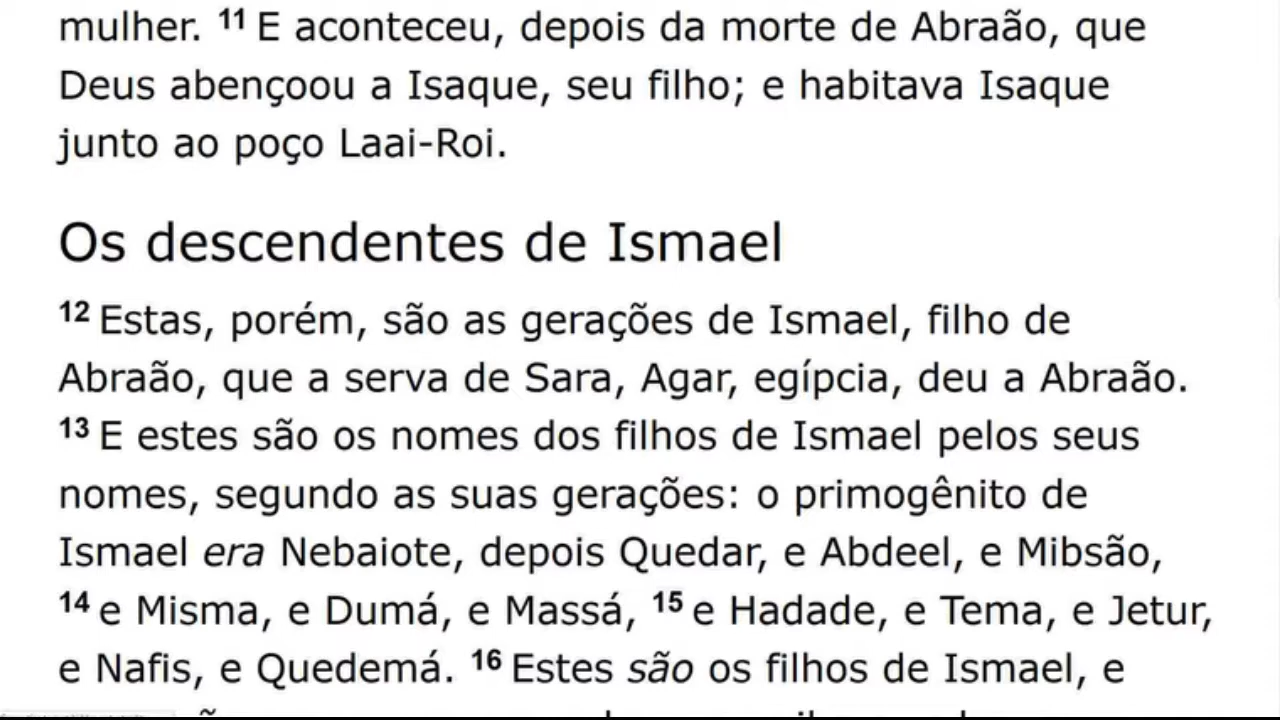 mulher. 11 E aconteceu, depois da morte de Abraão, que
Deus abençoou a Isaque, seu filho; e habitava Isaque
junto ao poço Laai-Roi.
Os descendentes de Ismael
12 Estas, porém, são as gerações de Ismael, filho de
Abraão, que a serva de Sara, Agar, egípcia, deu a Abraão.
13 E estes são os nomes dos filhos de Ismael pelos seus
nomes, segundo as suas gerações: o primogênito de
Ismael era Nebaiote, depois Quedar, e Abdeel, e Mibsão,
14 e Misma, e Dumá, e Massá, 15 e Hadade, e Tema, e Jetur,
e Nafis, e Quedemá. 16 Estes são os filhos de Ismael, e